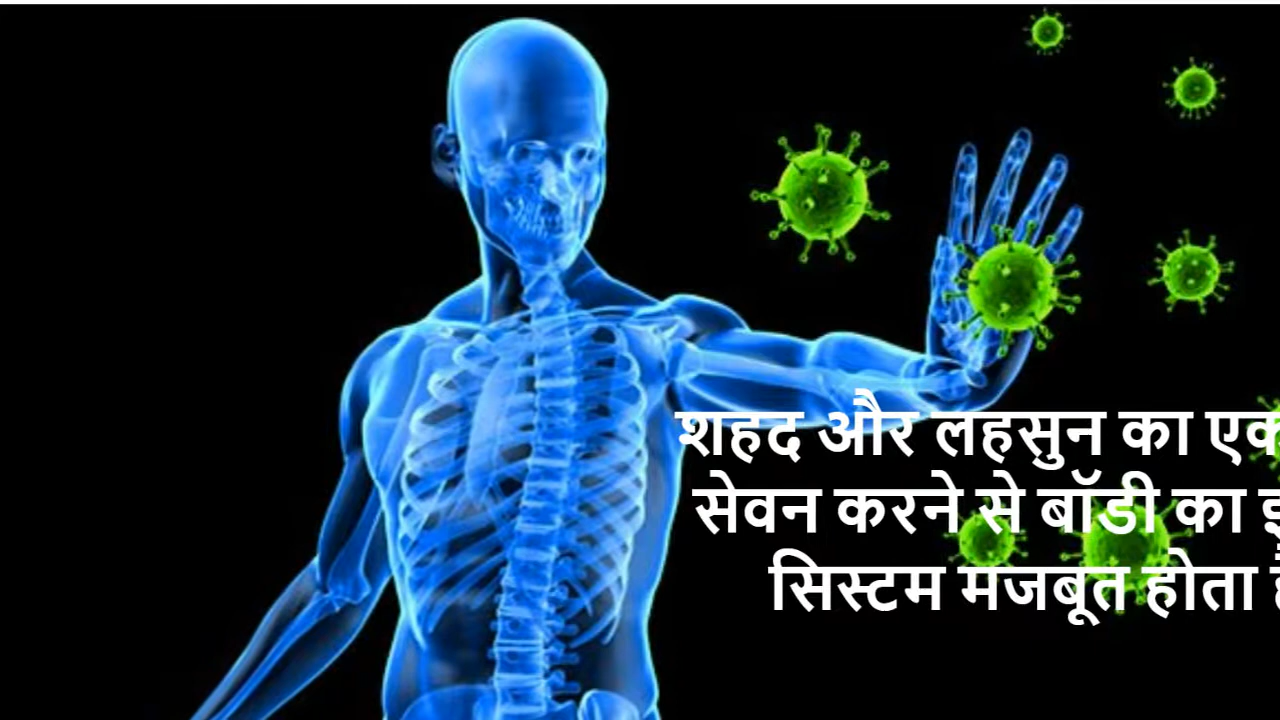 शहद और लहसुन का एक
सेवन करने से बॉडी का
सिस्टम मजबूत होता